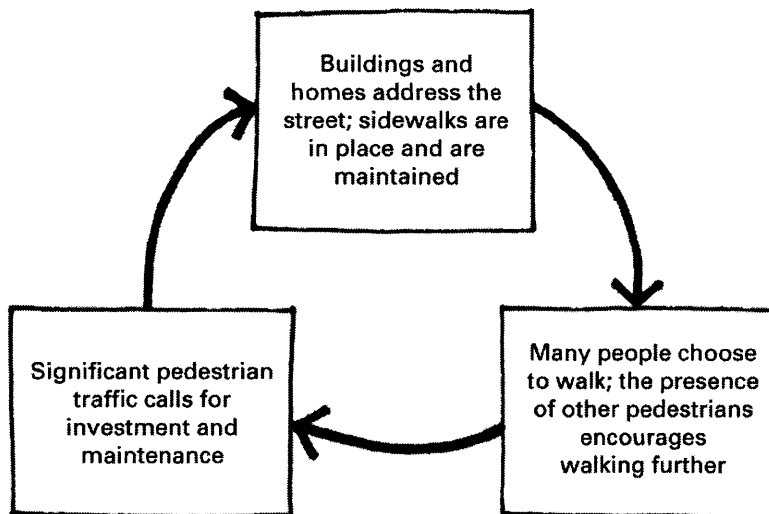 Buildings and
homes address the
street; sidewalks are
in place and are
maintained
Many people choose
to walk; the presence
of other pedestrians
encourages
walking further
Significant pedestrian
traffic calls for
investment and
maintenance